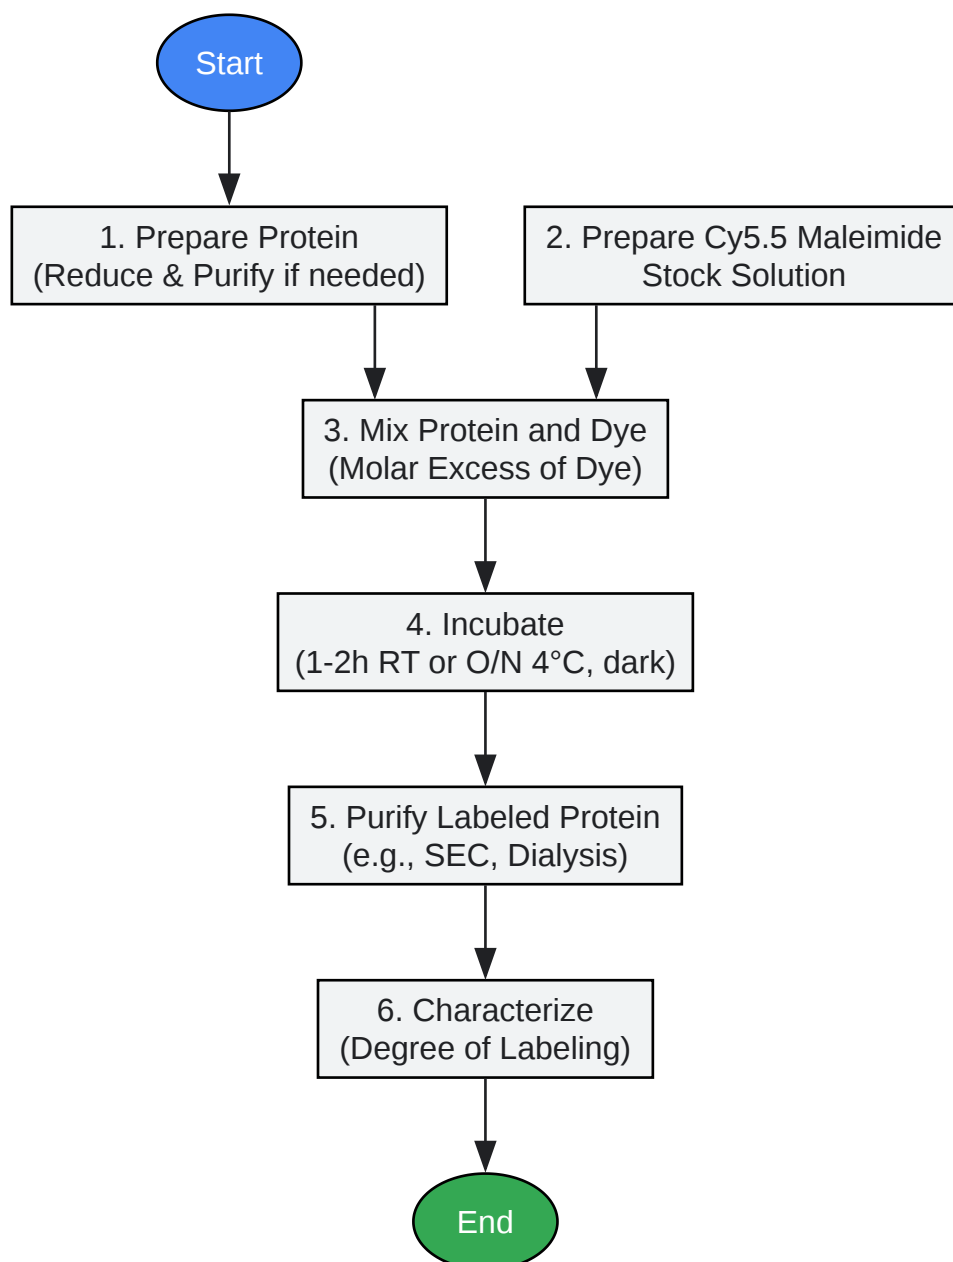 Start
1. Prepare Protein
(Reduce & Purify if needed)
2. Prepare Cy5.5 Maleimide
Stock Solution
3. Mix Protein and Dye
(Molar Excess of Dye)
4. Incubate
(1-2h RT or O/N 4°C, dark)
5. Purify Labeled Protein
(e.g., SEC, Dialysis)
6. Characterize
(Degree of Labeling)
End